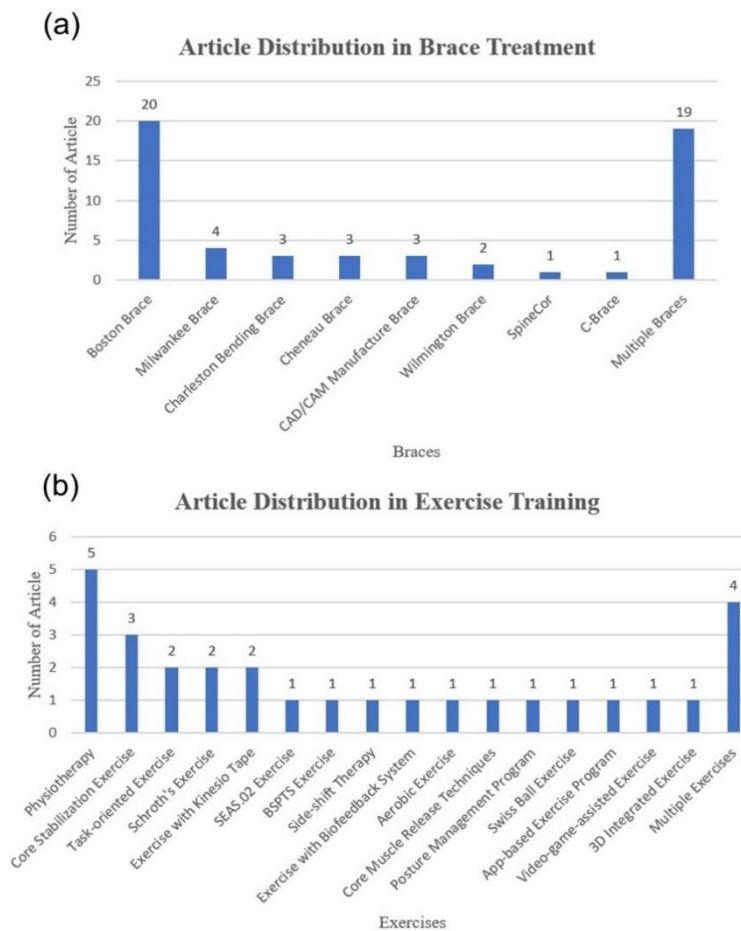 (a)
Article Distribution in Brace Treatment
Number of Article
25
20
15
10
5
0
20
4
3
3
3
2
1
1
19
Boston Brace
Milwankee Brace
Charleston Bending Brace
Cheneau Brace
CAD/CAM Manufacture Brace
Wilmington Brace
SpineCor
C-Brace
Multiple Braces
Braces
(b)
Article Distribution in Exercise Training
Number of Article
6
5
4
3
2
1
0
5
3
2
2
2
1
1
1
1
1
1
1
1
1
1
1
4
Physiotherapy
Core Stabilization Exercise
Task-oriented Exercise
Schroth's Exercise
Exercise with Kinesio Tape
SEAS.02 Exercise
BSPTS Exercise
Side-shift Therapy
Exercise with Biofeedback System
Aerobic Exercise
Core Muscle Release Techniques
Posture Management Program
Swiss Ball Exercise
App-based Exercise Program
Video-game-assisted Exercise
3D Integrated Exercise
Multiple Exercises
Exercises